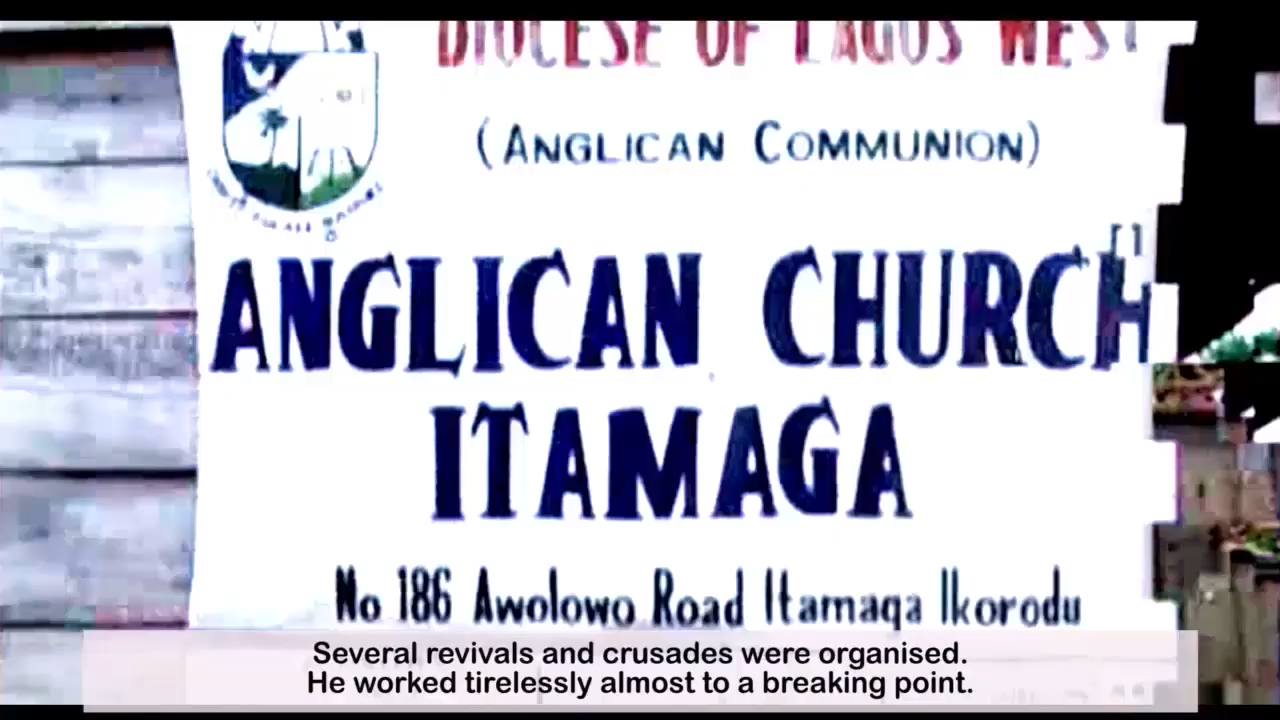 DIOCESE OF LAGOS WEST
(ANGLICAN COMMUNION)
ANGLICAN CHURCH
ITAMAGA
No 186 Awolowo Road Itamaga Ikorodu
Several revivals and crusades were organised.
He worked tirelessly almost to a breaking point.